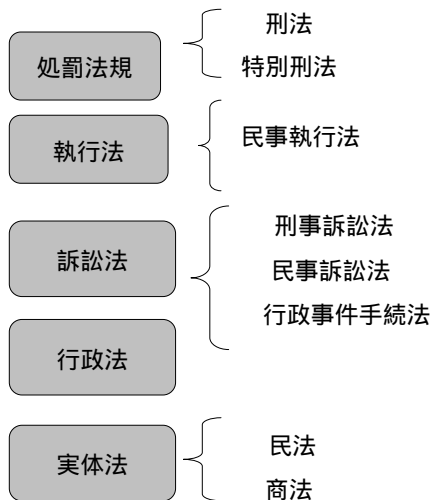 処罰法規
刑法
特別刑法
執行法
民事執行法
訴訟法
刑事訴訟法
民事訴訟法
行政事件手続法
行政法
実体法
民法
商法